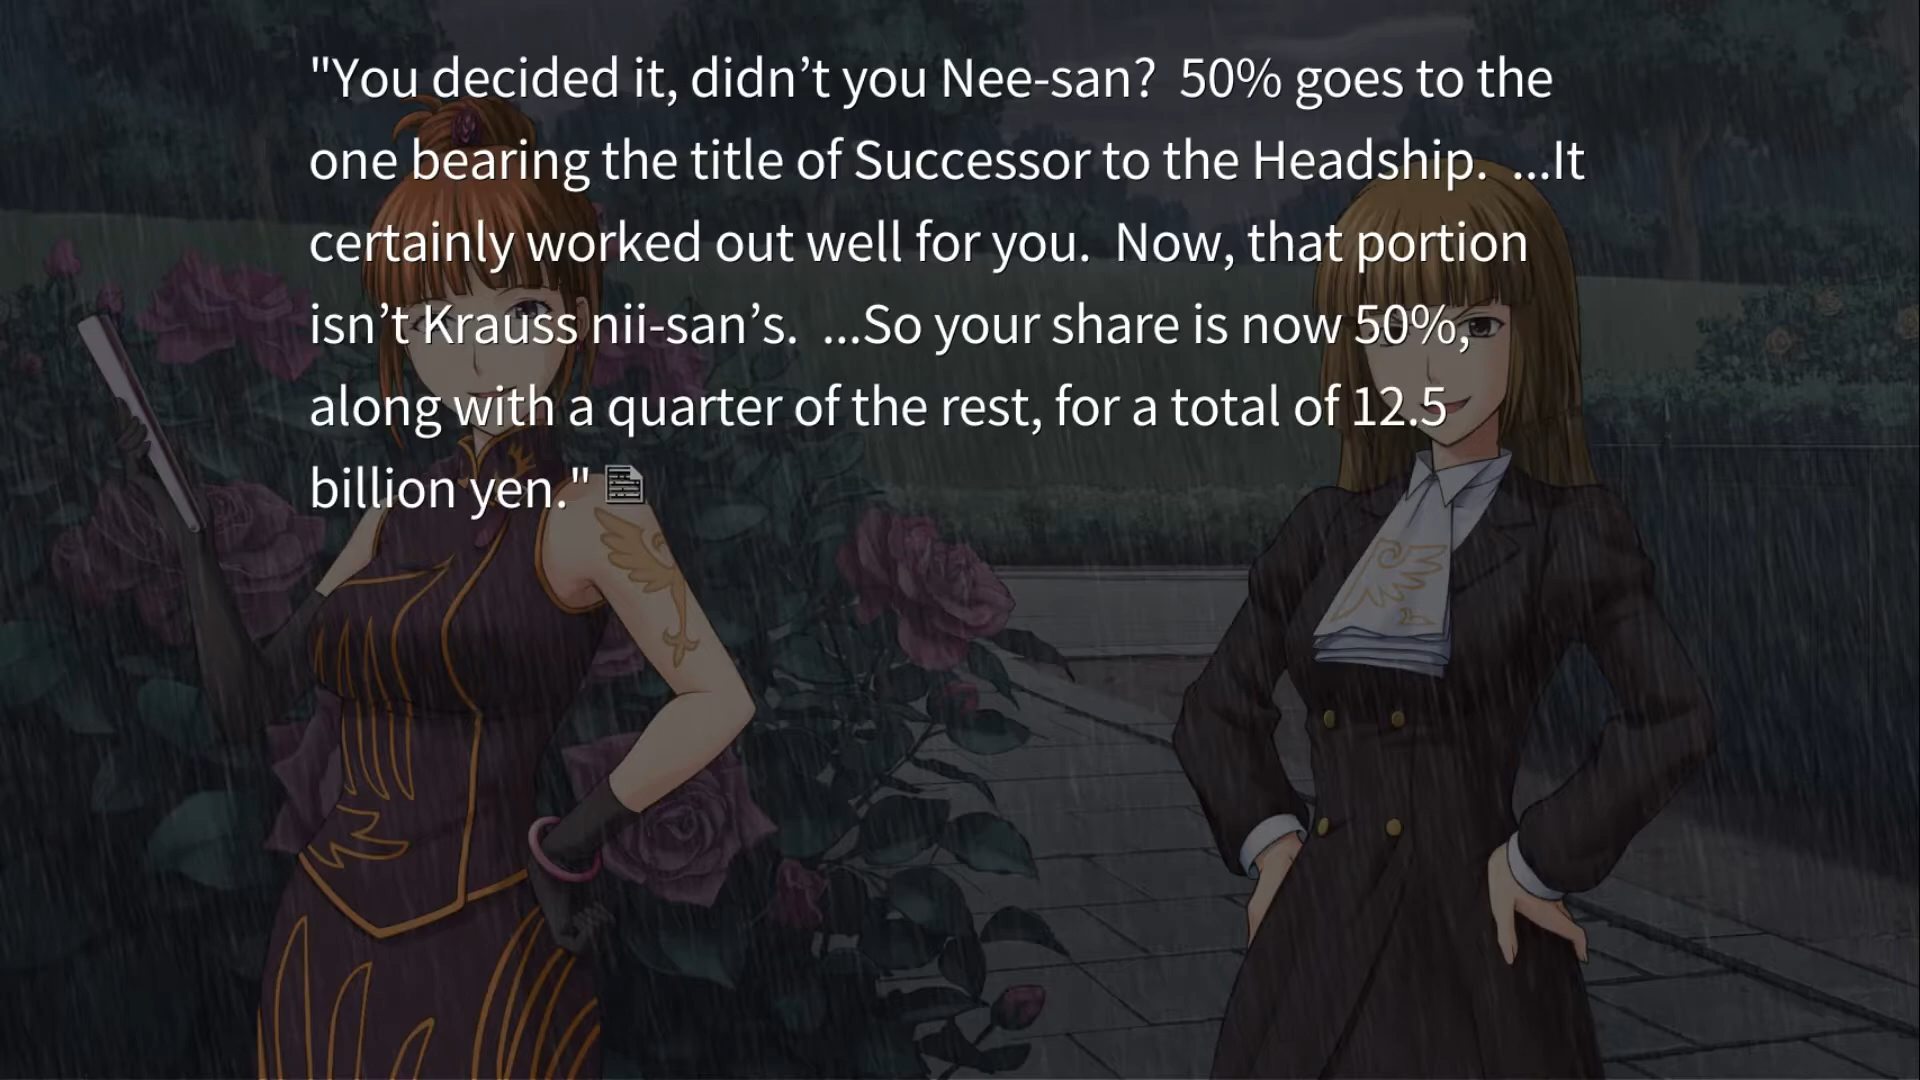 "You decided it, didn’t you Nee-san?  50% goes to the
one bearing the title of Successor to the Headship.  ...It
certainly worked out well for you.  Now, that portion
isn’t Krauss nii-san’s.  ...So your share is now 50%,
along with a quarter of the rest, for a total of 12.5
billion yen."